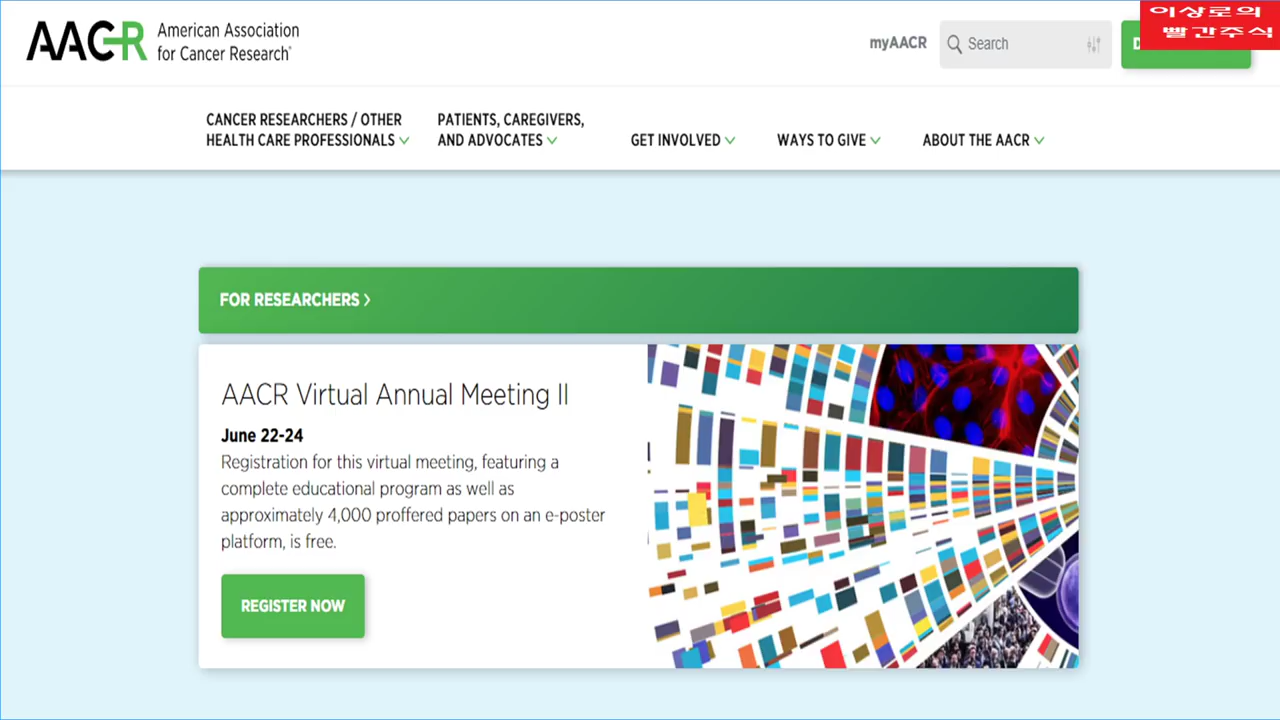 AACR American Association
for Cancer Research
myAACR
Search
이상로의
빨간주식
CANCER RESEARCHERS / OTHER
HEALTH CARE PROFESSIONALS
PATIENTS, CAREGIVERS,
AND ADVOCATES
GET INVOLVED
WAYS TO GIVE
ABOUT THE AACR
FOR RESEARCHERS >
AACR Virtual Annual Meeting II
June 22-24
Registration for this virtual meeting, featuring a
complete educational program as well as
approximately 4,000 proffered papers on an e-poster
platform, is free.
REGISTER NOW